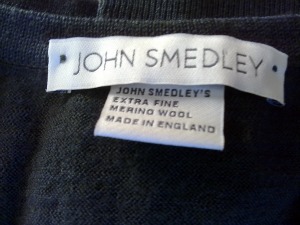 JOHN SMEDLEY
JOHN SMEDLEY'S
EXTRA FINE
MERINO WOOL
MADE IN ENGLAND